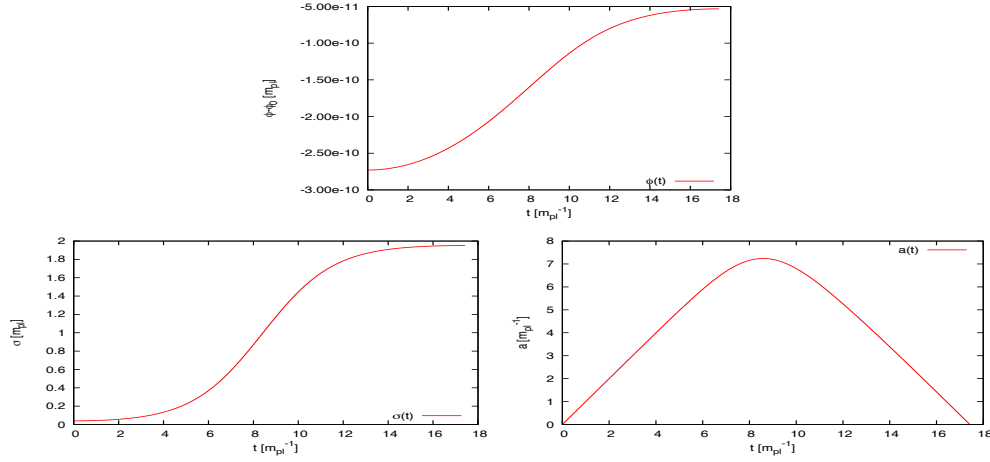 -5.00e-11
-1.00e-10
-1.50e-10
-2.00e-10
-2.50e-10
-3.00e-10
ϕ-ϕ0 [mpl]
ϕ(t)
0 2 4 6 8 10 12 14 16 18
t [mpl-1]
2
1.8
1.6
1.4
1.2
1
0.8
0.6
0.4
0.2
0
σ [mpl]
σ(t)
0 2 4 6 8 10 12 14 16 18
t [mpl-1]
8
7
6
5
4
3
2
1
0
a [mpl-1]
a(t)
0 2 4 6 8 10 12 14 16 18
t [mpl-1]